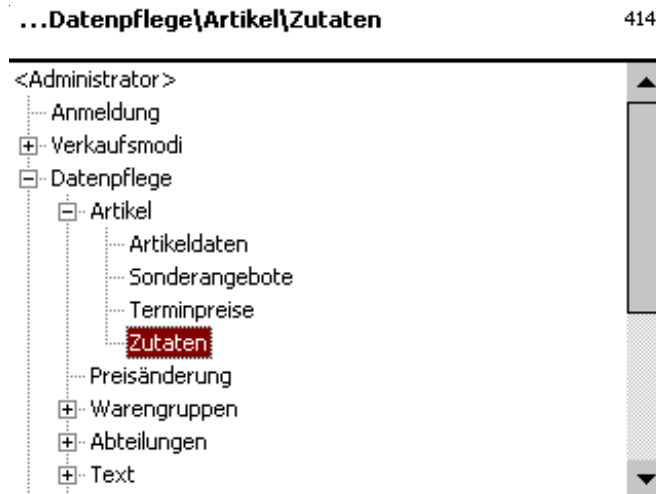 ...Datenpflege\Artikel\Zutaten 414
<Administrator>
Anmeldung
Verkaufsmodi
Datenpflege
Artikel
Artikeldaten
Sonderangebote
Terminpreise
Zutaten
Preisänderung
Warengruppen
Abteilungen
Text